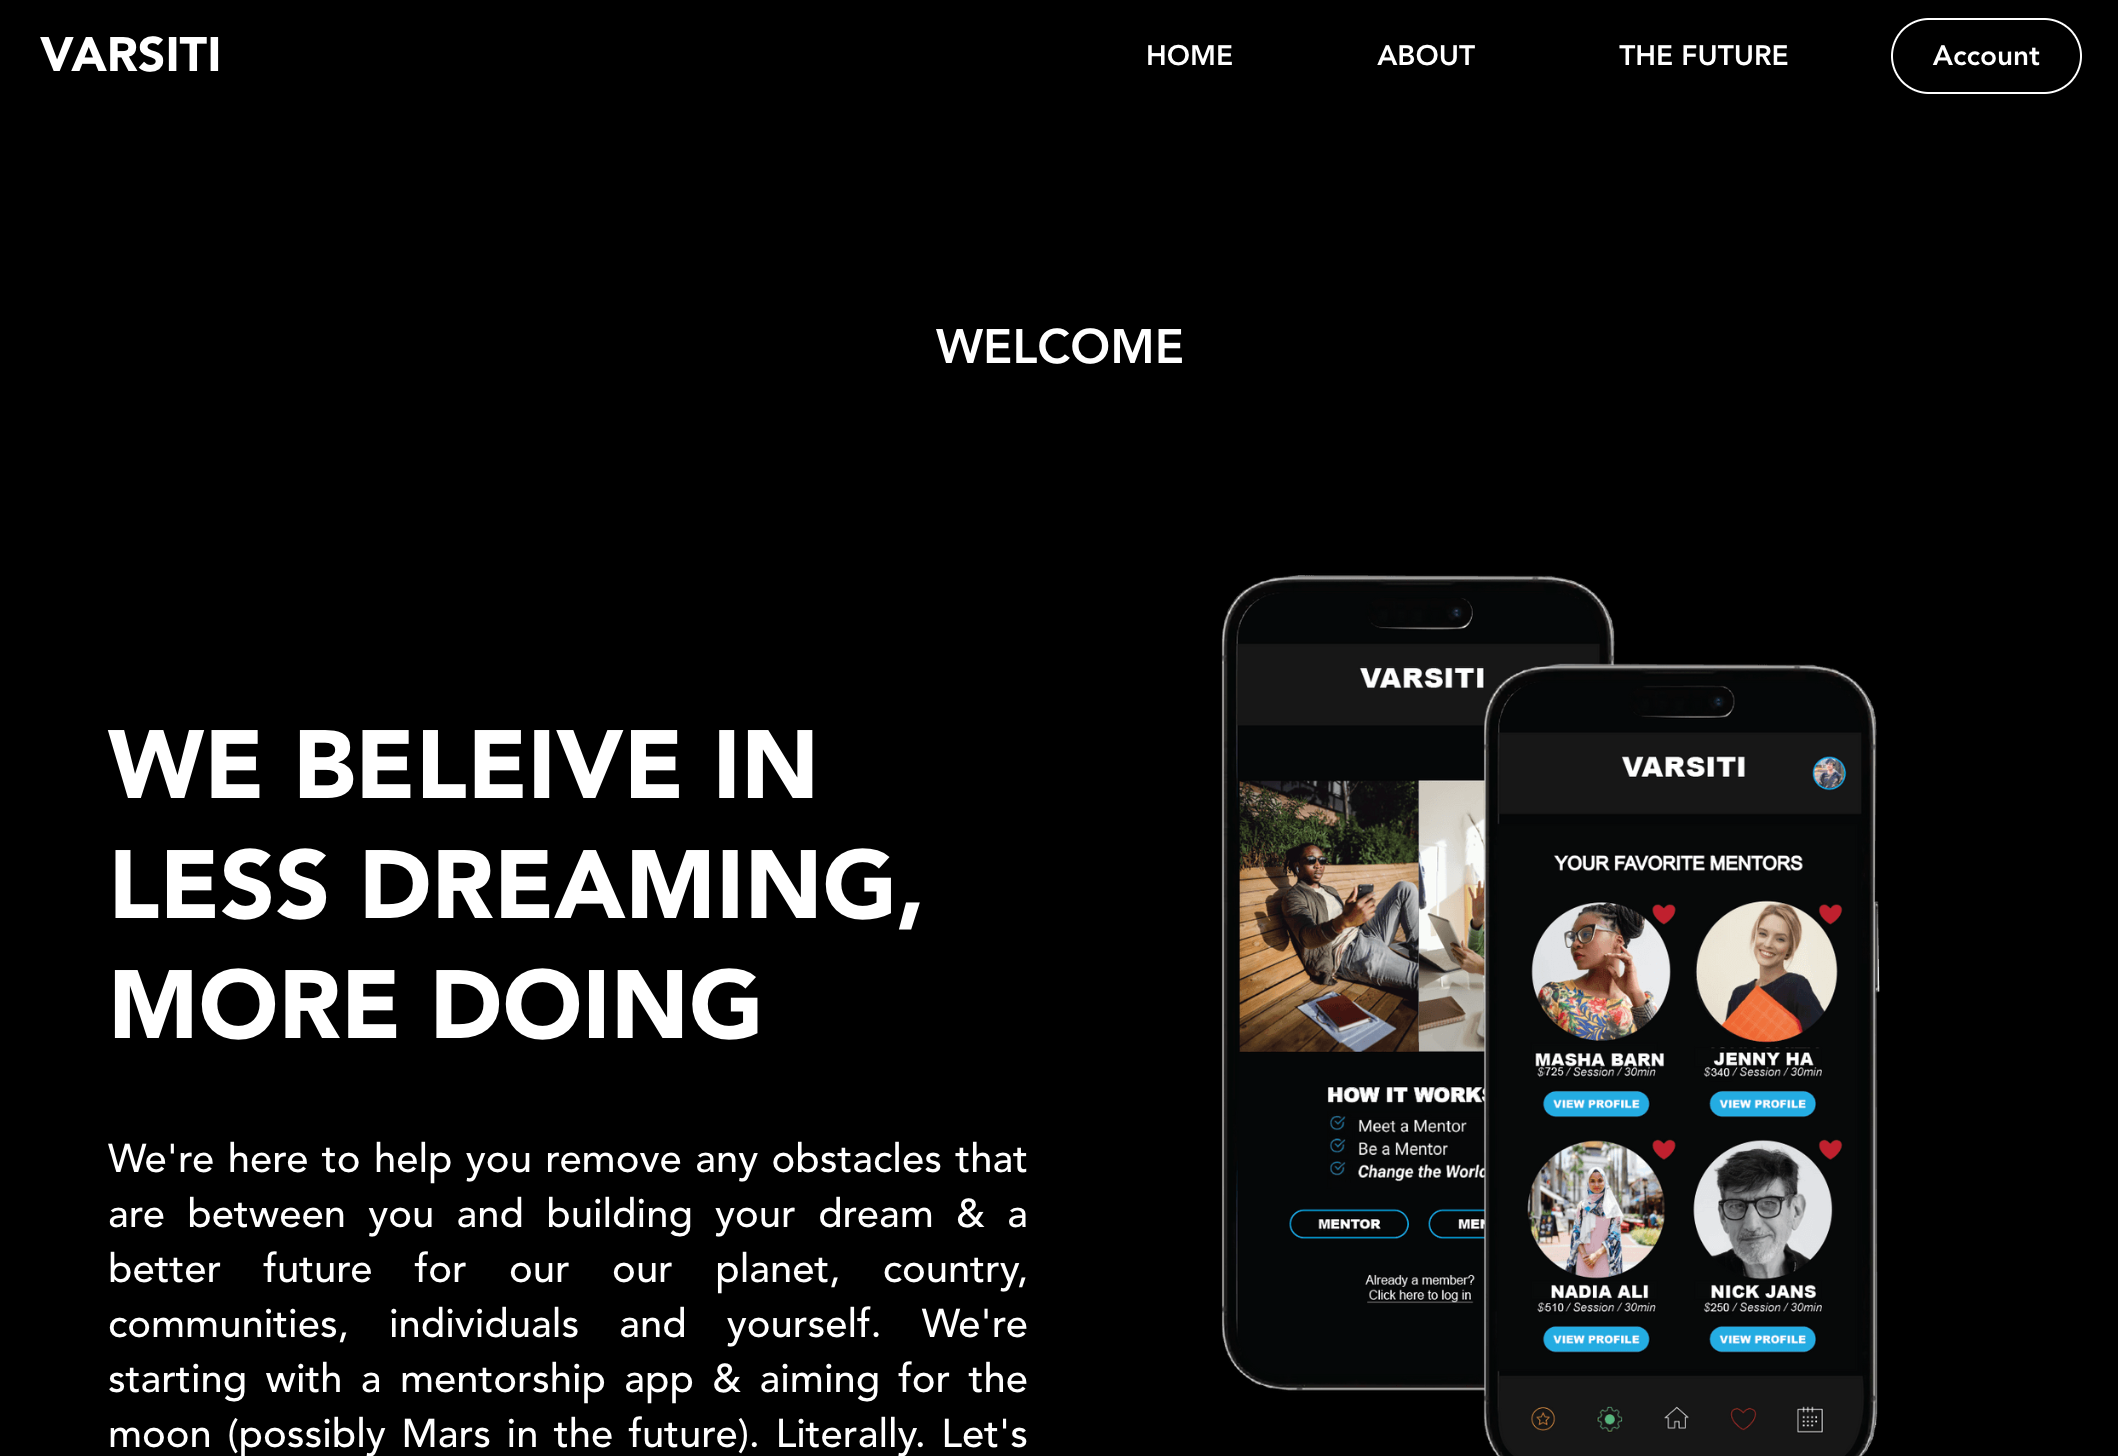 VARSITI
HOME
ABOUT
THE FUTURE
Account
WELCOME
WE BELEIVE IN
LESS DREAMING,
MORE DOING
We're here to help you remove any obstacles that
are between you and building your dream & a
better future for our our planet, country,
communities, individuals and yourself. We're
starting with a mentorship app & aiming for the
moon (possibly Mars in the future). Literally. Let's
VARSITI
HOW IT WORKS
Meet a Mentor
Be a Mentor
Change the World
MENTOR
MEN
Already a member?
Click here to log in
VARSITI
YOUR FAVORITE MENTORS
MASHA BARN
$725 / Session / 30min
VIEW PROFILE
JENNY HA
$340 / Session / 30min
VIEW PROFILE
NADIA ALI
$510 / Session / 30min
VIEW PROFILE
NICK JANS
$250 / Session / 30min
VIEW PROFILE